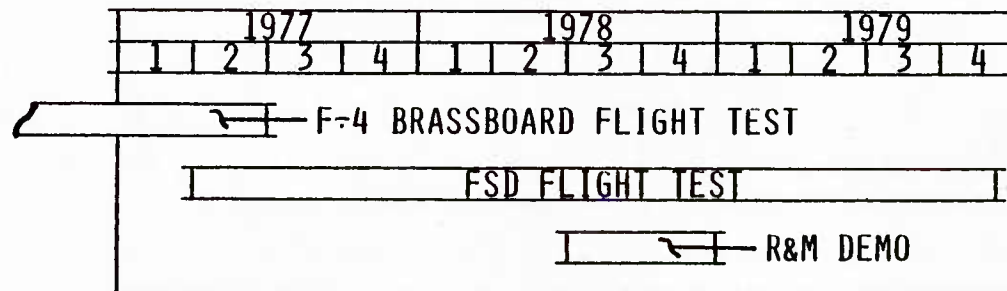 1977 1978 1979
1 2 3 4 1 2 3 4 1 2 3 4
F-4 BRASSBOARD FLIGHT TEST
FSD FLIGHT TEST
R&M DEMO